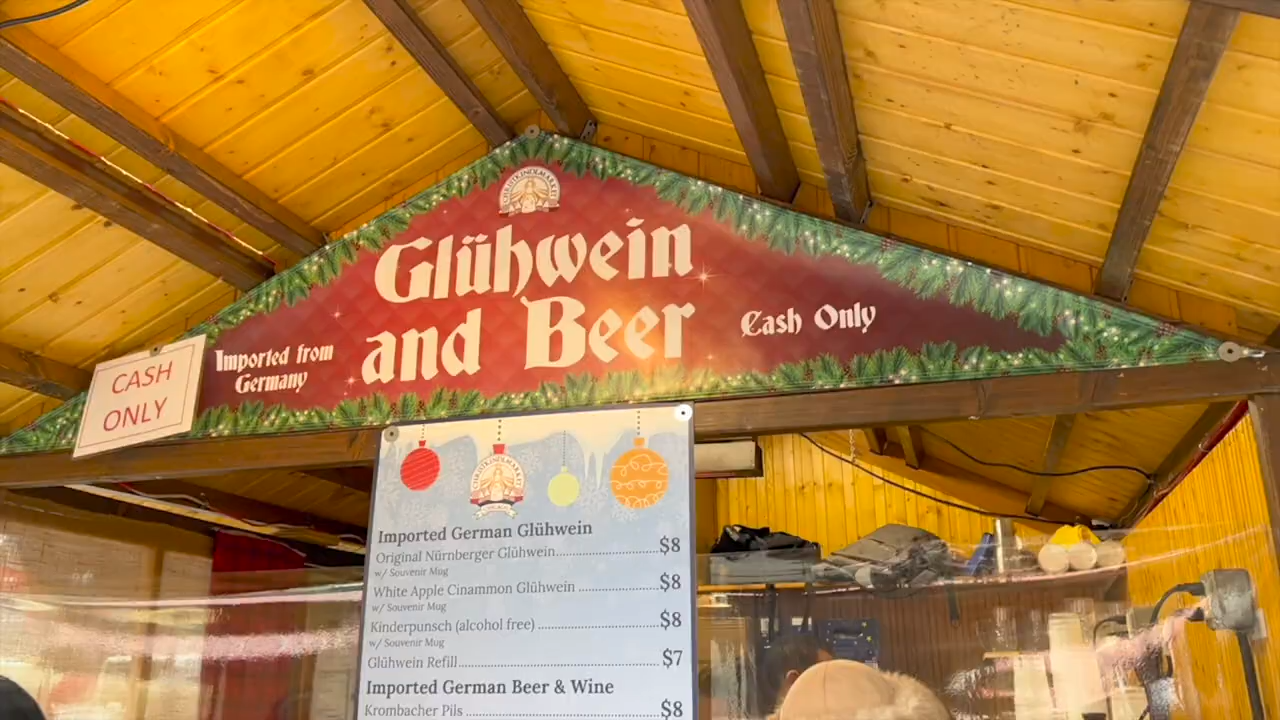 CHRISTKINDLMARKET
Glühwein
and Beer
Imported from
Germany
Cash Only
CASH
ONLY
CHRISTKINDLMARKET
Imported German Glühwein
Original Nürnberger Glühwein........................$8
w/ Souvenir Mug
White Apple Cinammon Glühwein ..................$8
w/ Souvenir Mug
Kinderpunsch (alcohol free)............................$8
w/ Souvenir Mug
Glühwein Refill................................................$7
Imported German Beer & Wine
Krombacher Pils ..............................................$8